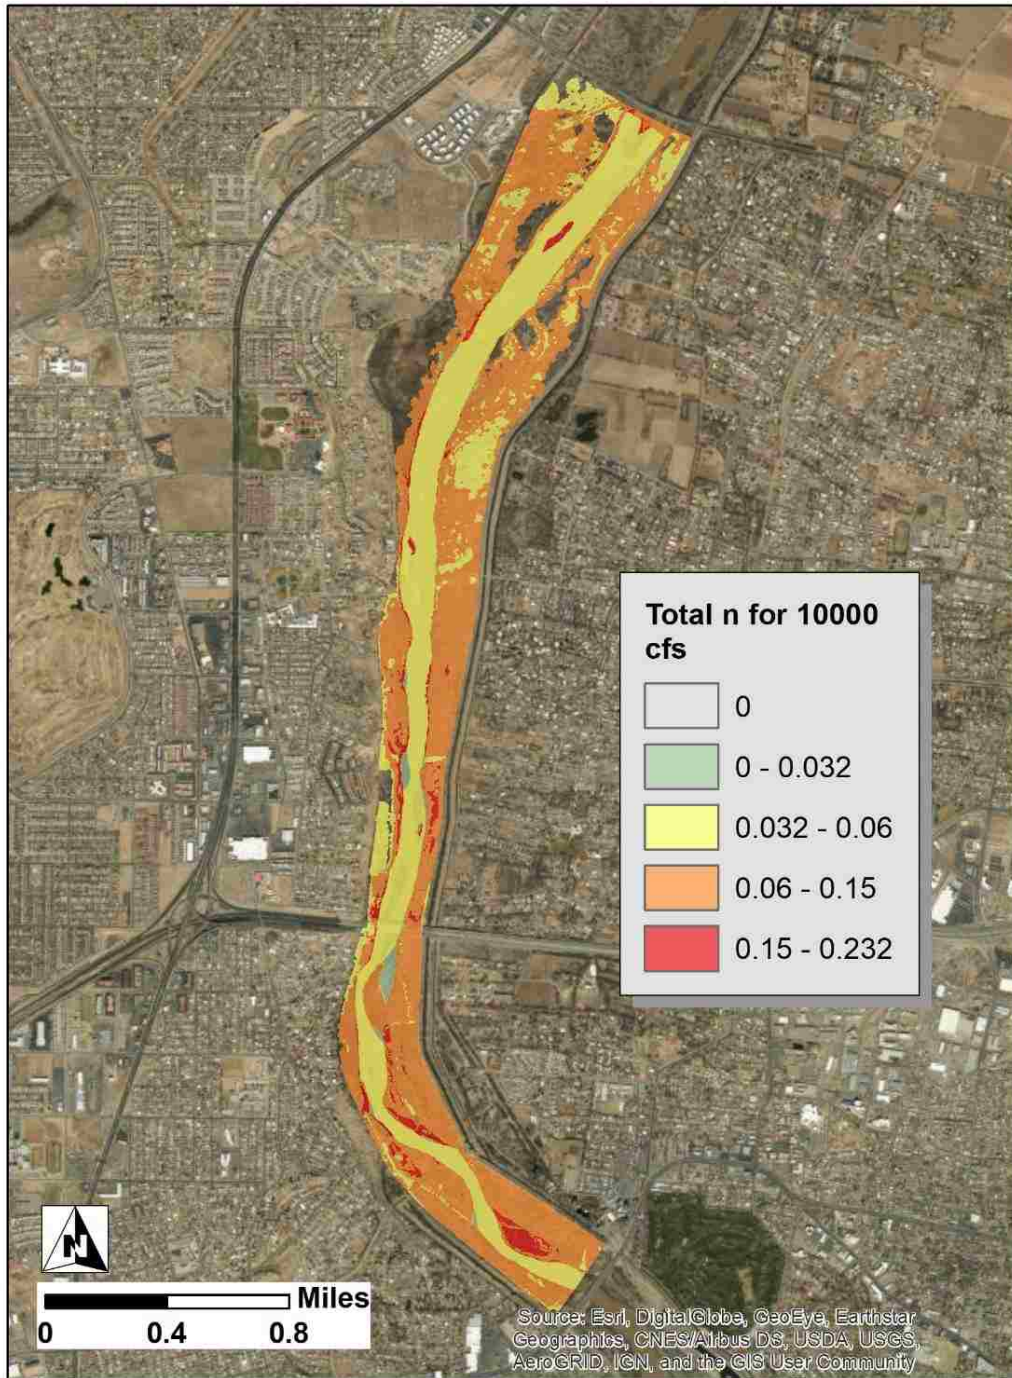 Total n for 10000
cfs
0
0 - 0.032
0.032 - 0.06
0.06 - 0.15
0.15 - 0.232
N
Miles
0 0.4 0.8
Source: Esri, DigitalGlobe, GeoEye, Earthstar
Geographics, CNES/Airbus DS, USDA, USGS,
AeroGRID, IGN, and the GIS User Community